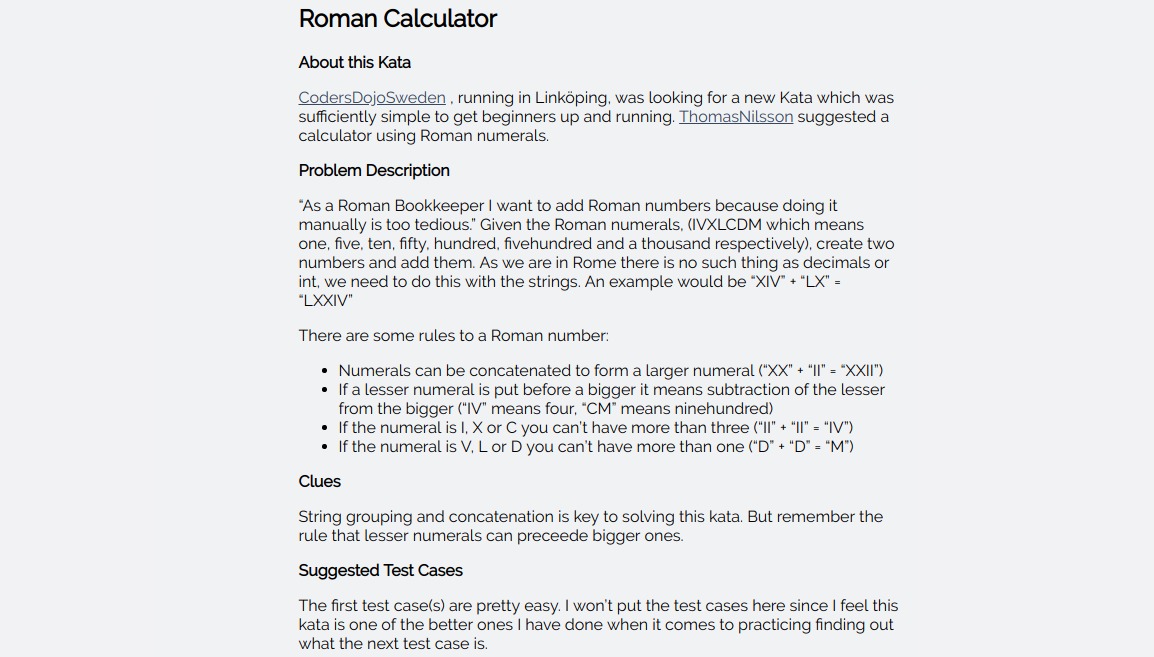 Roman Calculator
About this Kata
CodersDojoSweden , running in Linköping, was looking for a new Kata which was
sufficiently simple to get beginners up and running. ThomasNilsson suggested a
calculator using Roman numerals.
Problem Description
“As a Roman Bookkeeper I want to add Roman numbers because doing it
manually is too tedious.” Given the Roman numerals, (IVXLCDM which means
one, five, ten, fifty, hundred, fivehundred and a thousand respectively), create two
numbers and add them. As we are in Rome there is no such thing as decimals or
int, we need to do this with the strings. An example would be “XIV” + “LX” =
“LXXIV”
There are some rules to a Roman number:
• Numerals can be concatenated to form a larger numeral (“XX” + “II” = “XXII”)
• If a lesser numeral is put before a bigger it means subtraction of the lesser
from the bigger (“IV” means four, “CM” means ninehundred)
• If the numeral is I, X or C you can’t have more than three (“II” + “II” = “IV”)
• If the numeral is V, L or D you can’t have more than one (“D” + “D” = “M”)
Clues
String grouping and concatenation is key to solving this kata. But remember the
rule that lesser numerals can preceede bigger ones.
Suggested Test Cases
The first test case(s) are pretty easy. I won’t put the test cases here since I feel this
kata is one of the better ones I have done when it comes to practicing finding out
what the next test case is.